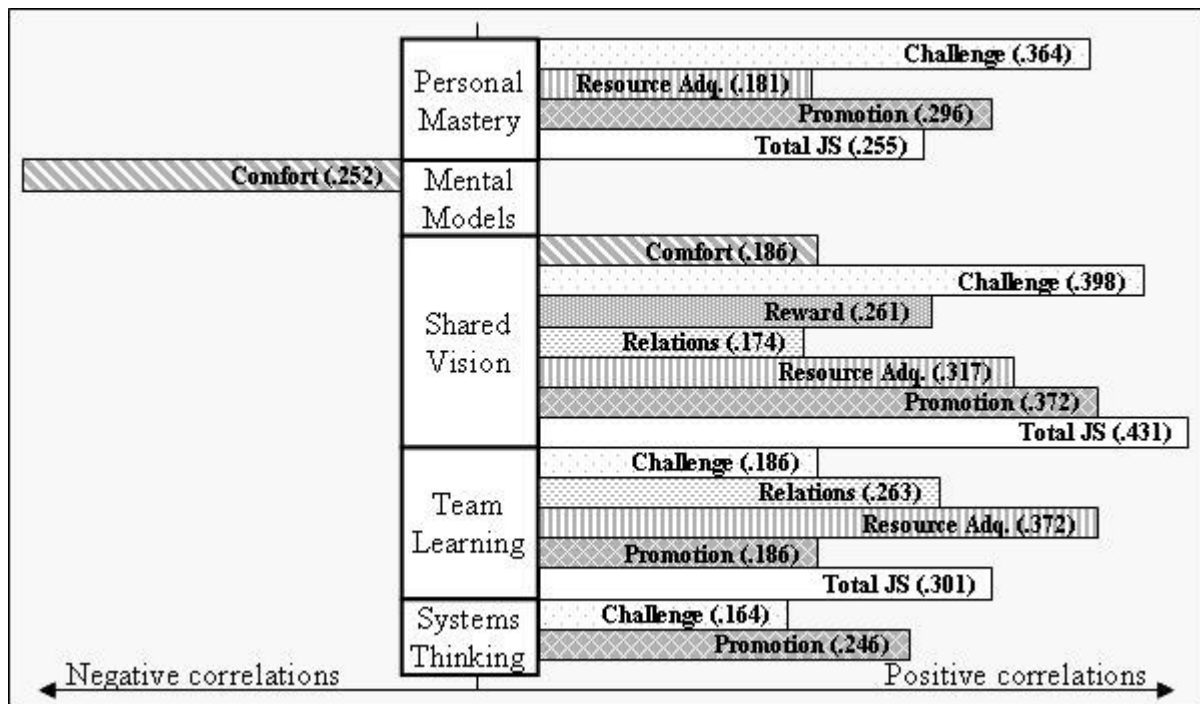 Personal
Mastery
Challenge (.364)
Resource Adq. (.181)
Promotion (.296)
Total JS (.255)
Comfort (.252)
Mental
Models
Shared
Vision
Comfort (.186)
Challenge (.398)
Reward (.261)
Relations (.174)
Resource Adq. (.317)
Promotion (.372)
Total JS (.431)
Team
Learning
Challenge (.186)
Relations (.263)
Resource Adq. (.372)
Promotion (.186)
Total JS (.301)
Systems
Thinking
Challenge (.164)
Promotion (.246)
Negative correlations
Positive correlations